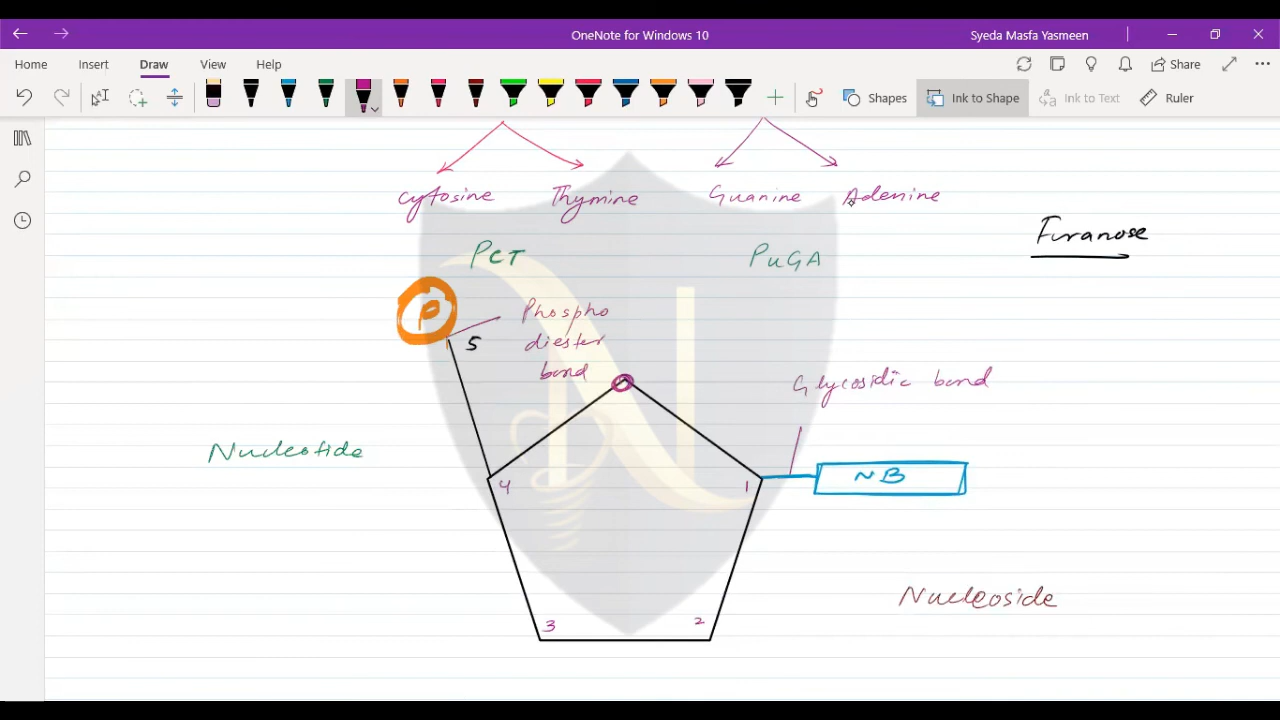 OneNote for Windows 10
Syeda Masfa Yasmeen
Home Insert Draw View Help
Share
Shapes
Ink to Shape
Ink to Text
Ruler
Cytosine Thymine Guanine Adenine
Furanose
PCT PuGA
P
5
Phospho
diester
bond
Glycosidic bond
Nucleotide
4 1
NB
Nucleoside
3 2